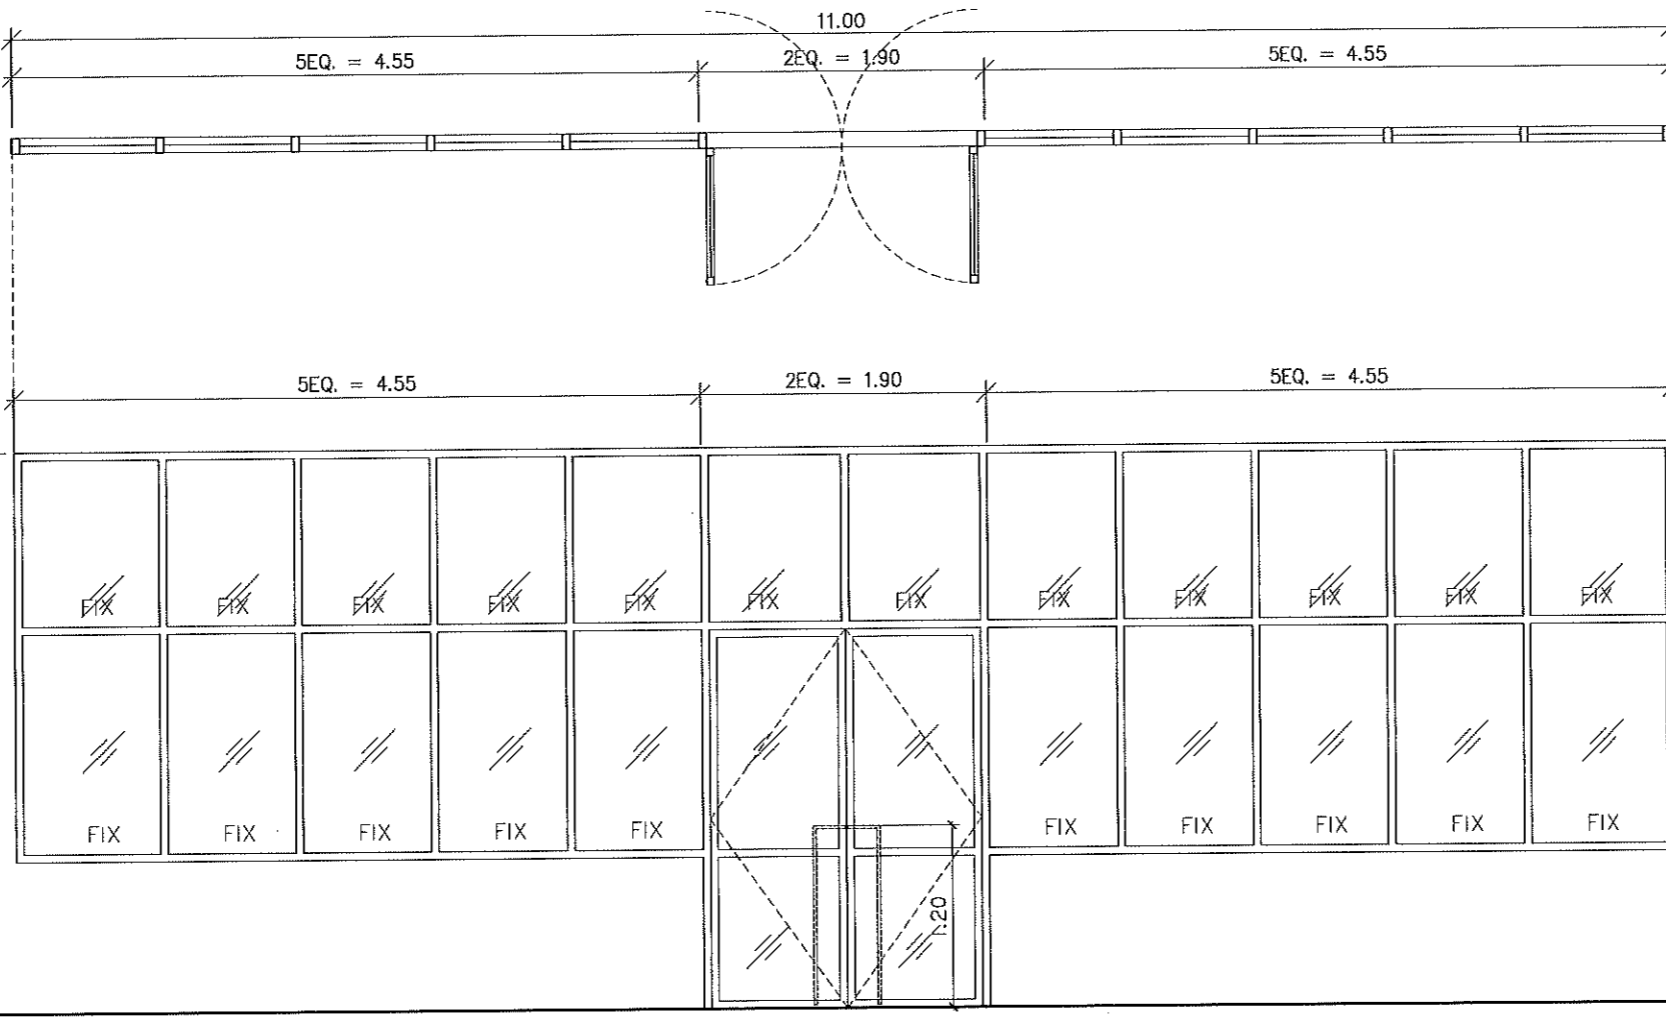 11.00
5EQ. = 4.55 2EQ. = 1.90 5EQ. = 4.55
5EQ. = 4.55 2EQ. = 1.90 5EQ. = 4.55
FIX FIX FIX FIX FIX FIX FIX FIX FIX FIX FIX FIX
FIX FIX FIX FIX FIX FIX FIX FIX FIX FIX
1.20